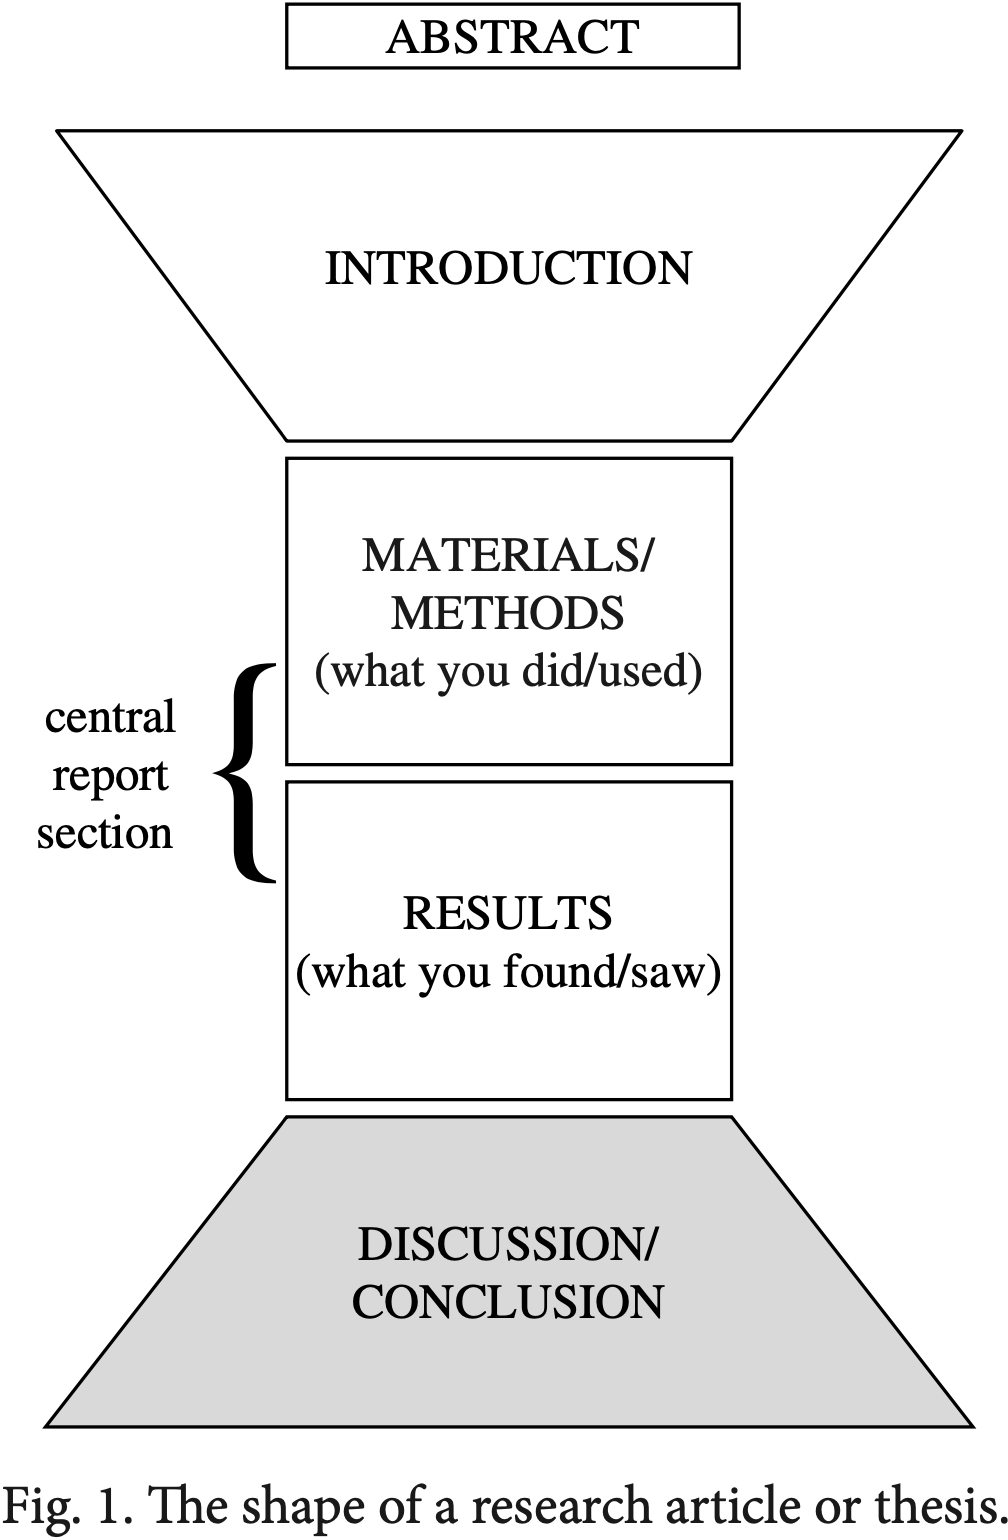 ABSTRACT
INTRODUCTION
MATERIALS/
METHODS
(what you did/used)
central
report
section
RESULTS
(what you found/saw)
DISCUSSION/
CONCLUSION
Fig. 1. The shape of a research article or thesis.